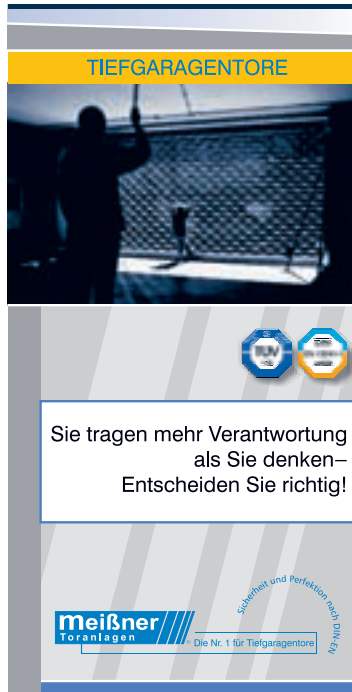 TIEFGARAGENTORE
TÜV
Sie tragen mehr Verantwortung
als Sie denken–
Entscheiden Sie richtig!
Sicherheit und Perfektion nach DIN-EN
meißner
Toranlagen
Die Nr. 1 für Tiefgaragentore